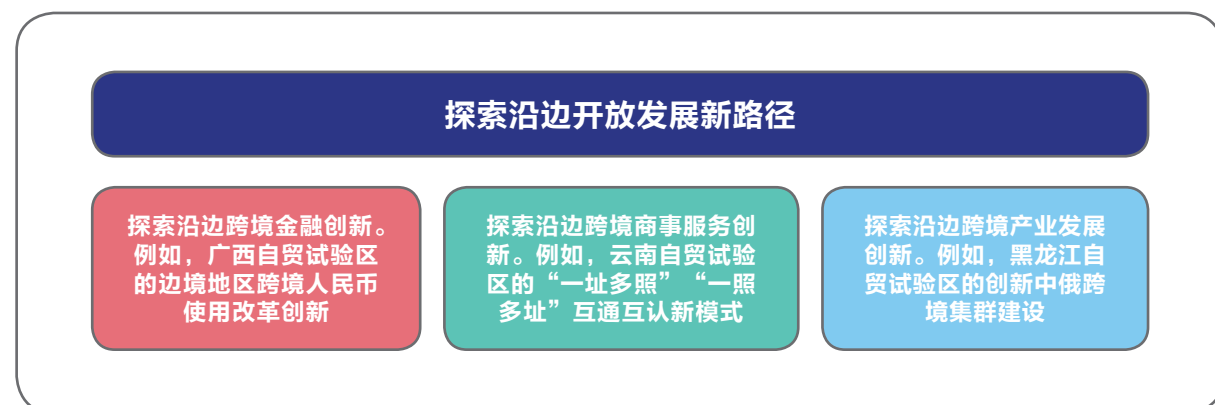 探索沿边开放发展新路径
探索沿边跨境金融创新。
例如，广西自贸试验区
的边境地区跨境人民币
使用改革创新
探索沿边跨境商事服务创
新。例如，云南自贸试验
区的“一址多照”“一照
多址”互通互认新模式
探索沿边跨境产业发展
创新。例如，黑龙江自
贸试验区的创新中俄跨
境集群建设